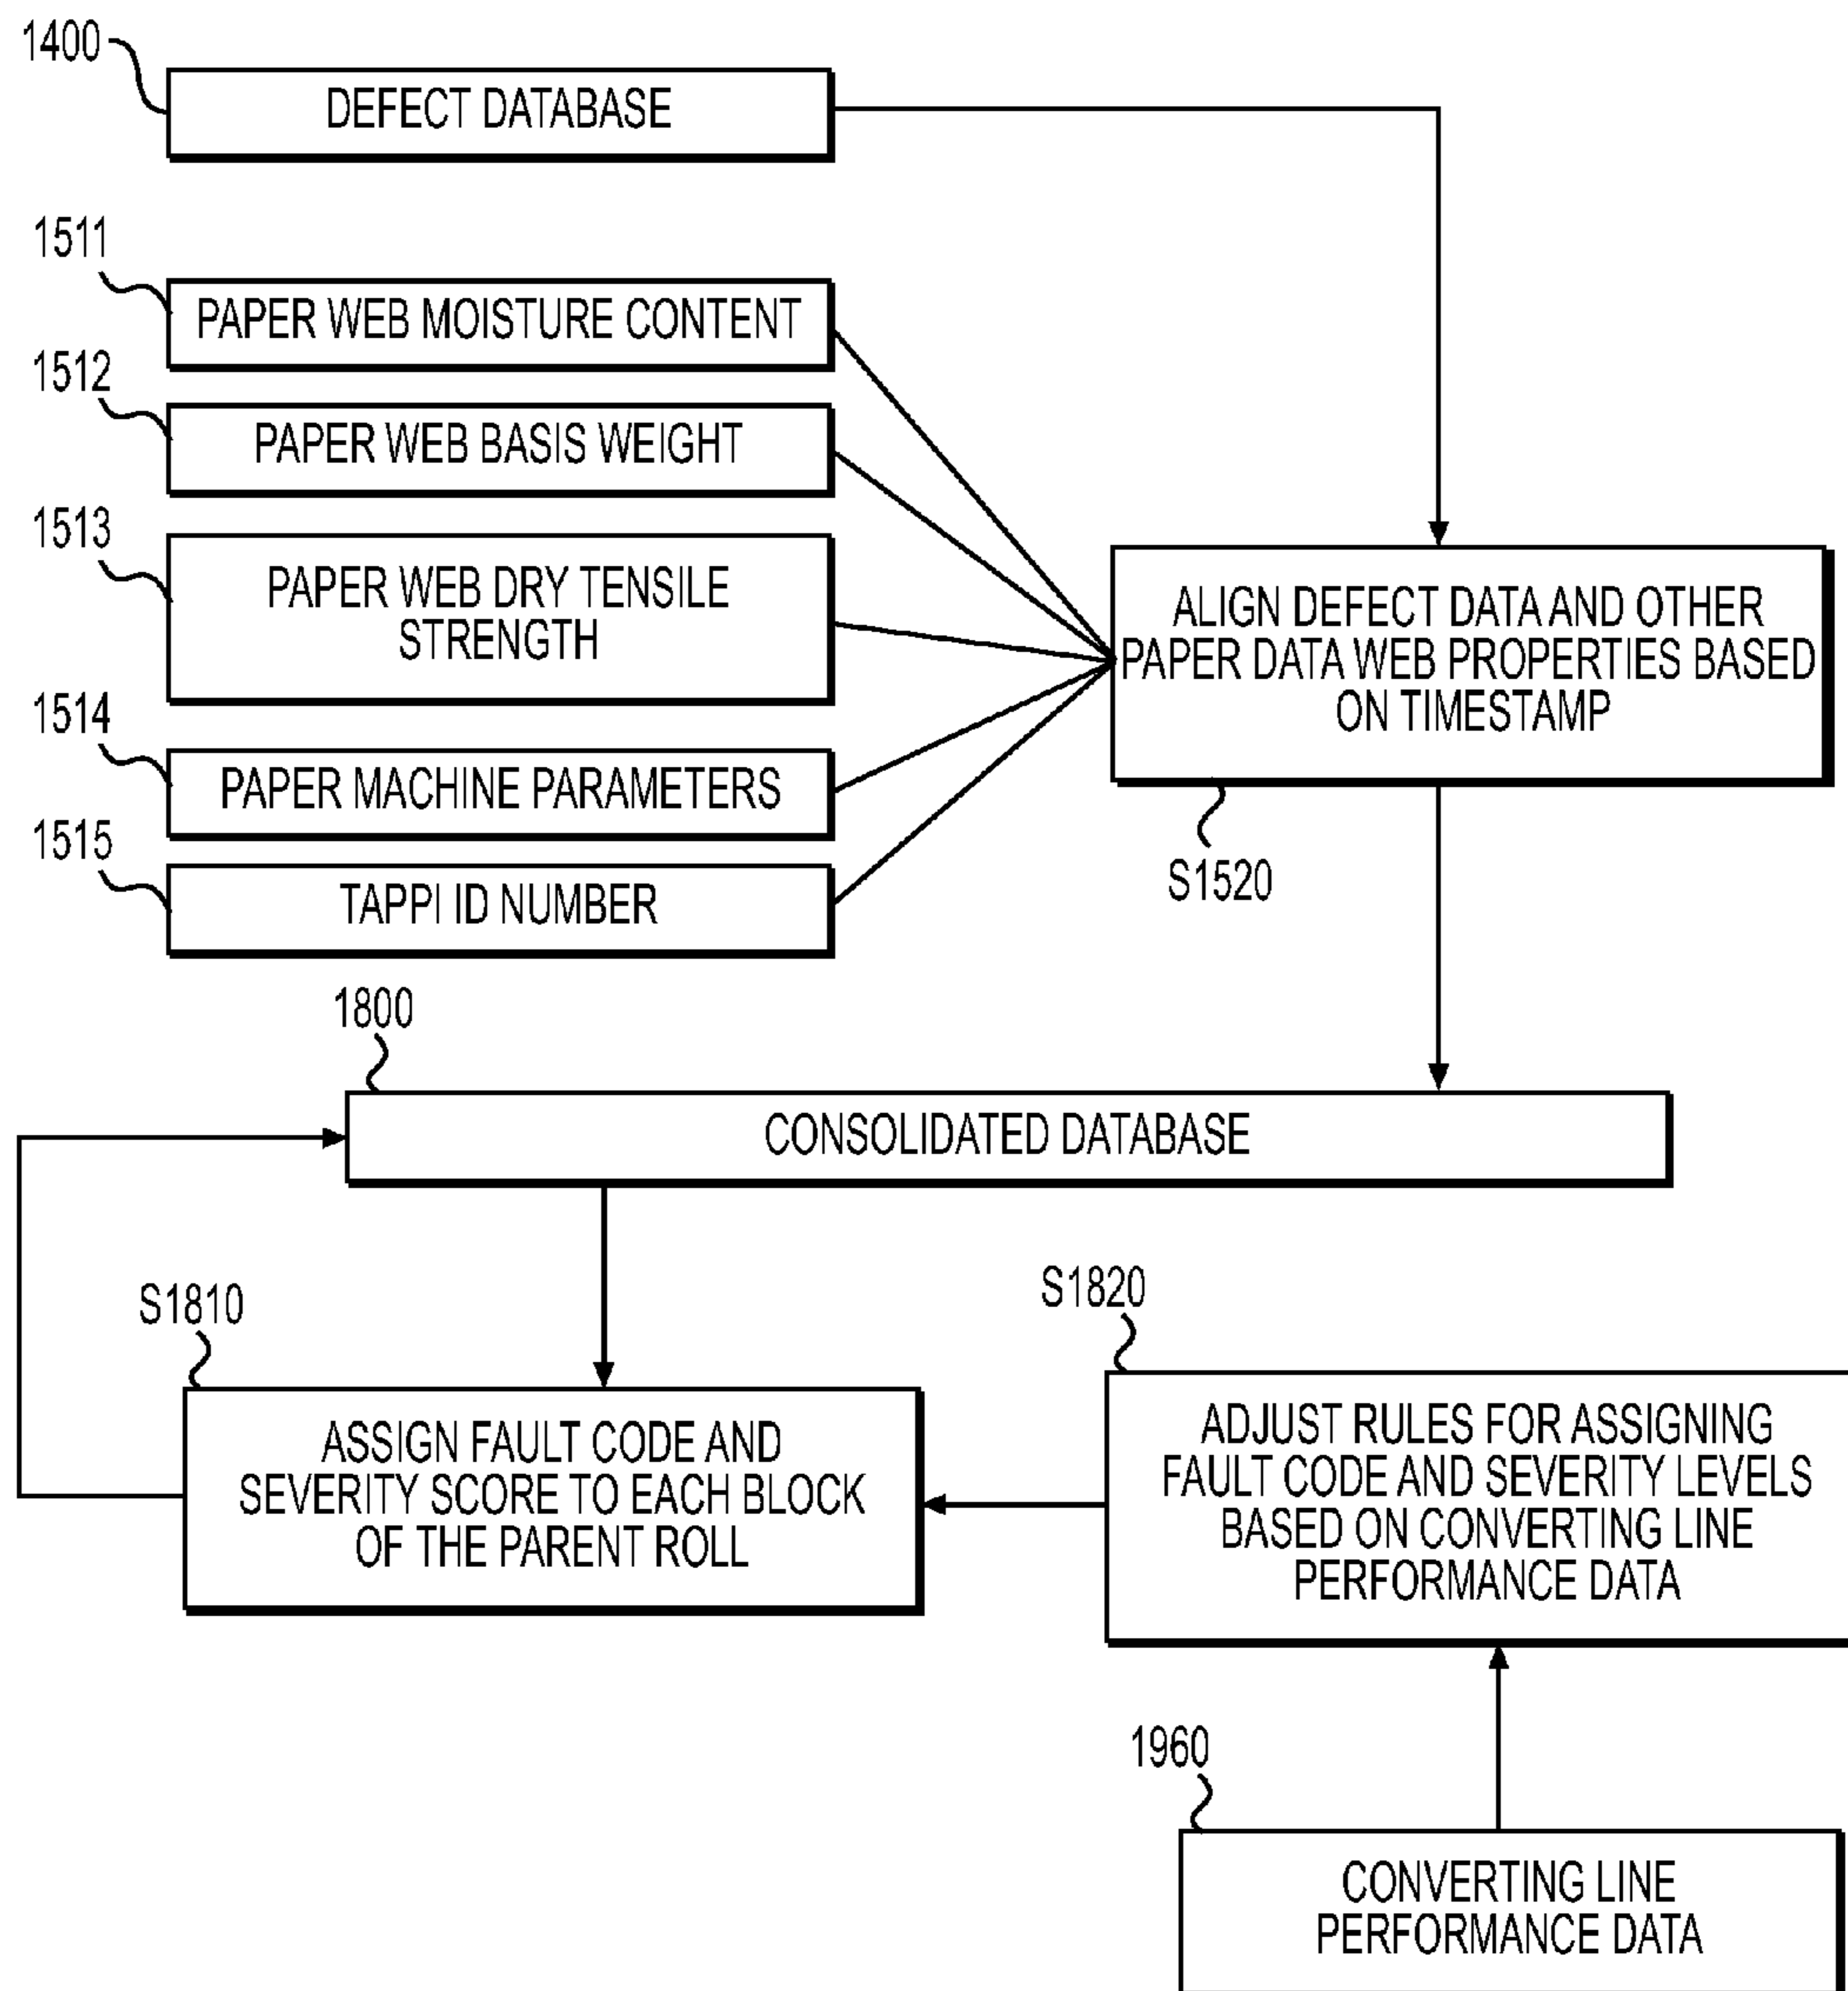 1400
DEFECT DATABASE
1511
PAPER WEB MOISTURE CONTENT
1512
PAPER WEB BASIS WEIGHT
1513
PAPER WEB DRY TENSILE
STRENGTH
1514
PAPER MACHINE PARAMETERS
1515
TAPPI ID NUMBER
ALIGN DEFECT DATA AND OTHER
PAPER DATA WEB PROPERTIES BASED
ON TIMESTAMP
S1520
1800
CONSOLIDATED DATABASE
S1810
ASSIGN FAULT CODE AND
SEVERITY SCORE TO EACH BLOCK
OF THE PARENT ROLL
S1820
ADJUST RULES FOR ASSIGNING
FAULT CODE AND SEVERITY LEVELS
BASED ON CONVERTING LINE
PERFORMANCE DATA
1960
CONVERTING LINE
PERFORMANCE DATA